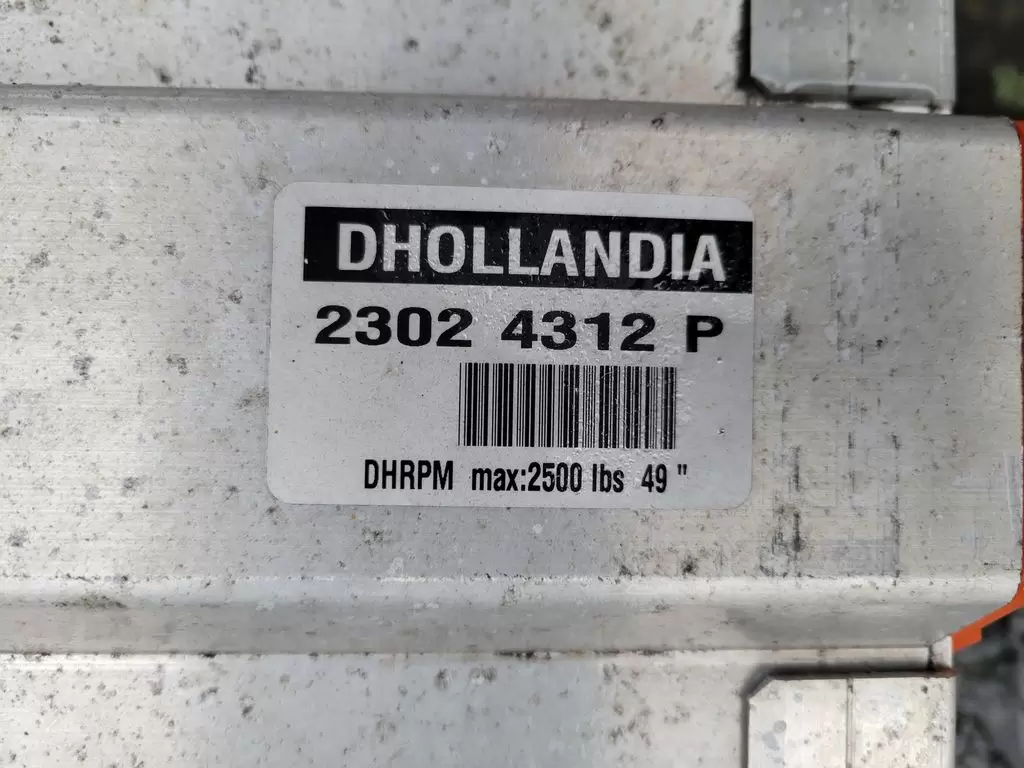 DHOLLANDIA
2302 4312 P
DHRPM max:2500 lbs 49 "